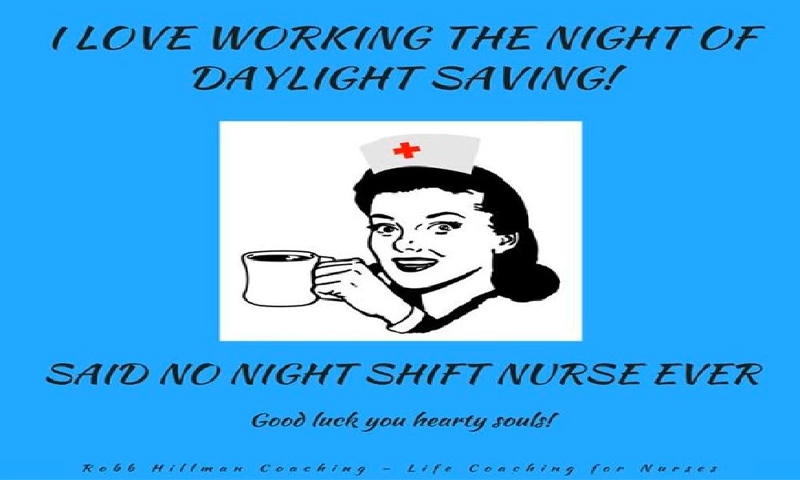 I LOVE WORKING THE NIGHT OF
DAYLIGHT SAVING!
SAID NO NIGHT SHIFT NURSE EVER
Good luck you hearty souls!
Robb Hillman Coaching - Life Coaching for Nurses